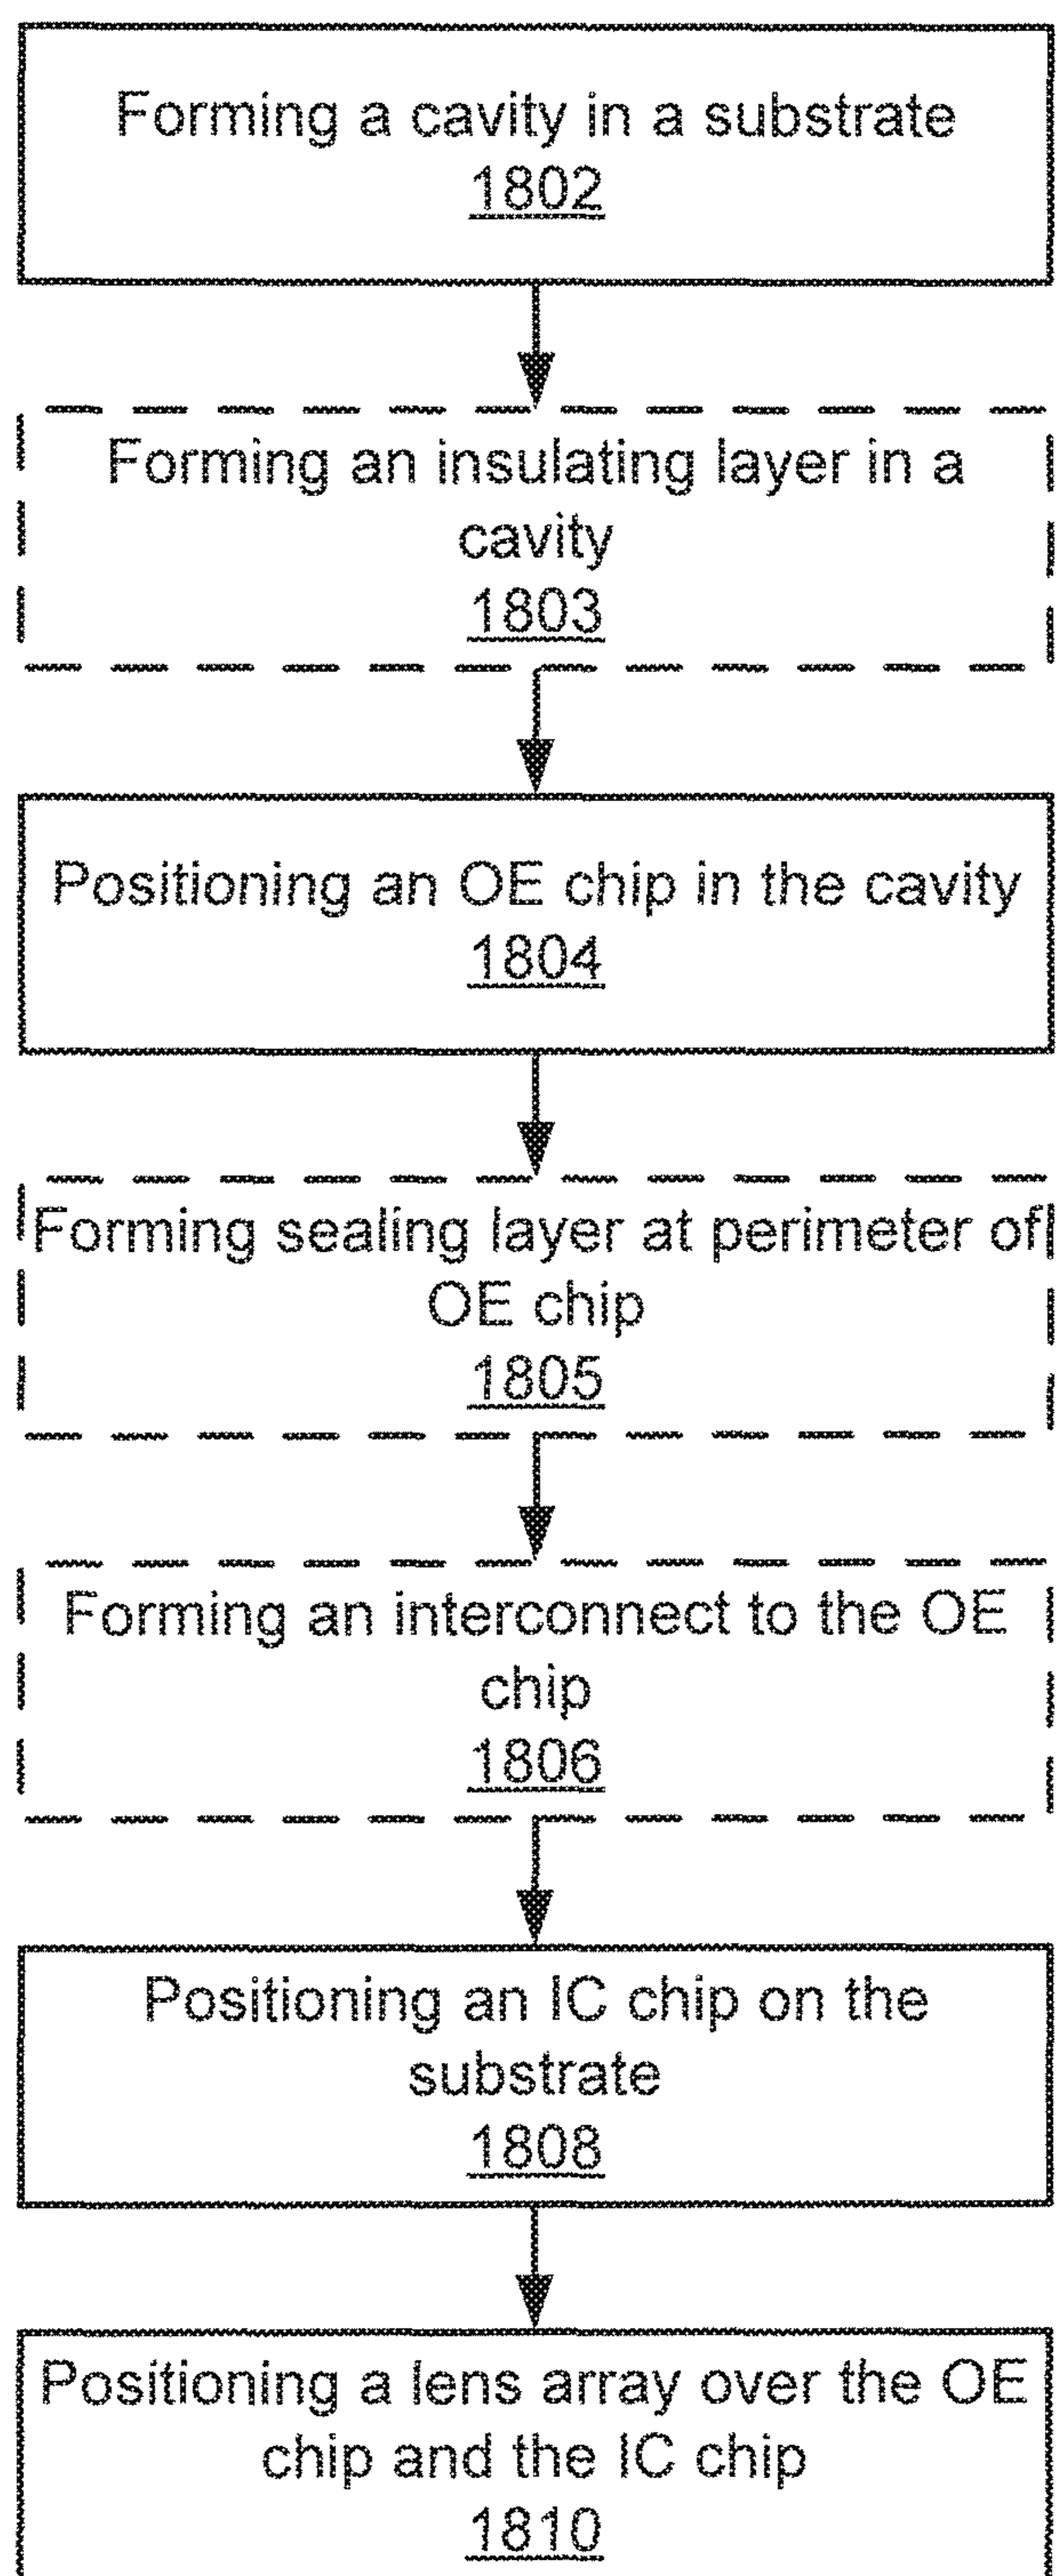 Forming a cavity in a substrate
1802
Forming an insulating layer in a
cavity
1803
Positioning an OE chip in the cavity
1804
Forming sealing layer at perimeter of
OE chip
1805
Forming an interconnect to the OE
chip
1806
Positioning an IC chip on the
substrate
1808
Positioning a lens array over the OE
chip and the IC chip
1810